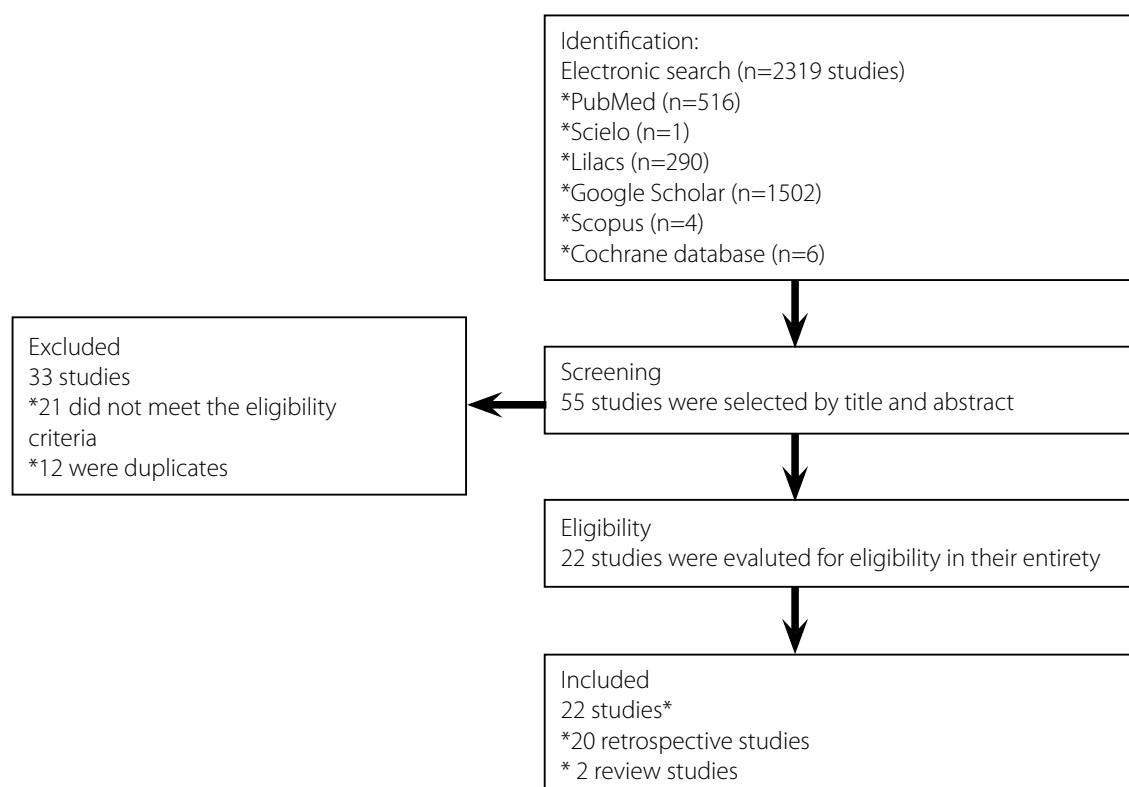 Identification:
Electronic search (n=2319 studies)
*PubMed (n=516)
*Scielo (n=1)
*Lilacs (n=290)
*Google Scholar (n=1502)
*Scopus (n=4)
*Cochrane database (n=6)
Excluded
33 studies
*21 did not meet the eligibility
criteria
*12 were duplicates
Screening
55 studies were selected by title and abstract
Eligibility
22 studies were evaluted for eligibility in their entirety
Included
22 studies*
*20 retrospective studies
* 2 review studies